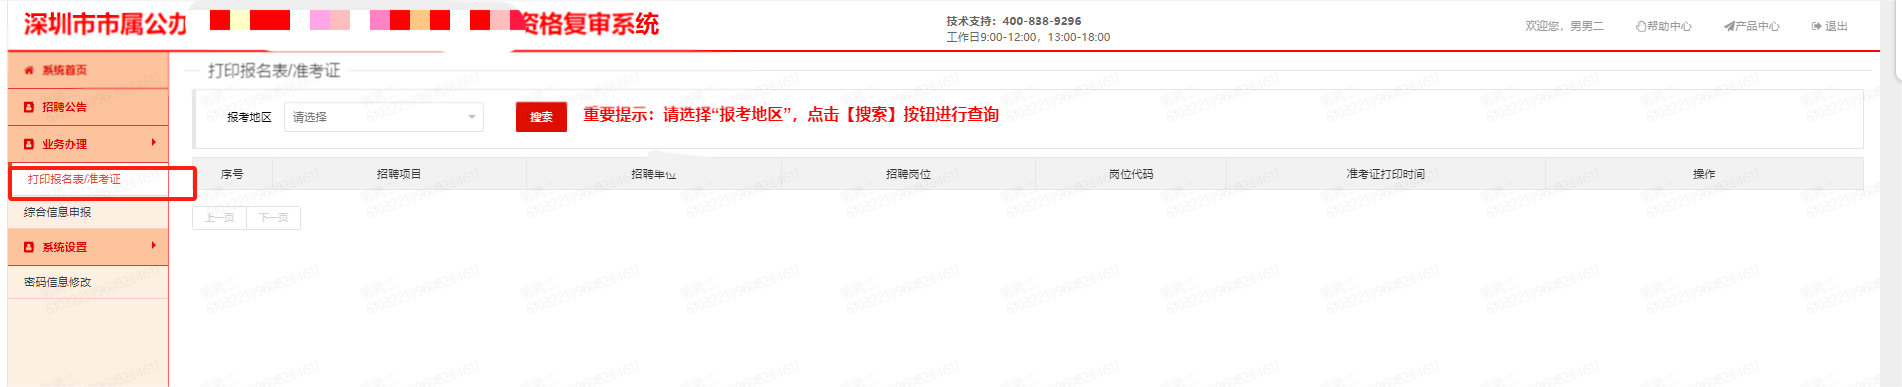 深圳市市属公办
资格复审系统
技术支持：400-838-9296
工作日9:00-12:00，13:00-18:00
欢迎您，男男二
帮助中心
产品中心
退出
系统首页
招聘公告
业务办理
打印报名表/准考证
综合信息申报
系统设置
密码信息修改
打印报名表/准考证
报考地区
请选择
搜索
重要提示：请选择“报考地区”，点击【搜索】按钮进行查询
序号 招聘项目 招聘单位 招聘岗位 岗位代码 准考证打印时间 操作
上一页 下一页
男男二
610322199608284611